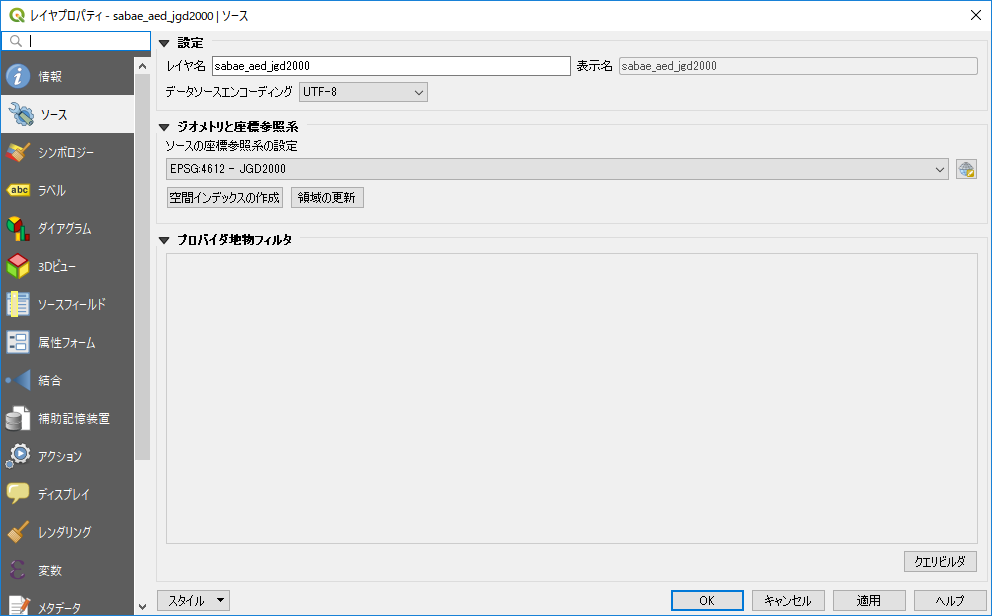 レイヤプロパティ - sabae_aed_jgd2000 | ソース
情報
ソース
シンボロジー
abc ラベル
ダイアグラム
3Dビュー
ソースフィールド
属性フォーム
結合
補助記憶装置
アクション
ディスプレイ
レンダリング
変数
メタデータ
設定
レイヤ名 sabae_aed_jgd2000 表示名 sabae_aed_jgd2000
データソースエンコーディング UTF-8
ジオメトリと座標参照系
ソースの座標参照系の設定
EPSG:4612 - JGD2000
空間インデックスの作成 領域の更新
プロバイダ地物フィルタ
クエリビルダ
スタイル OK キャンセル 適用 ヘルプ